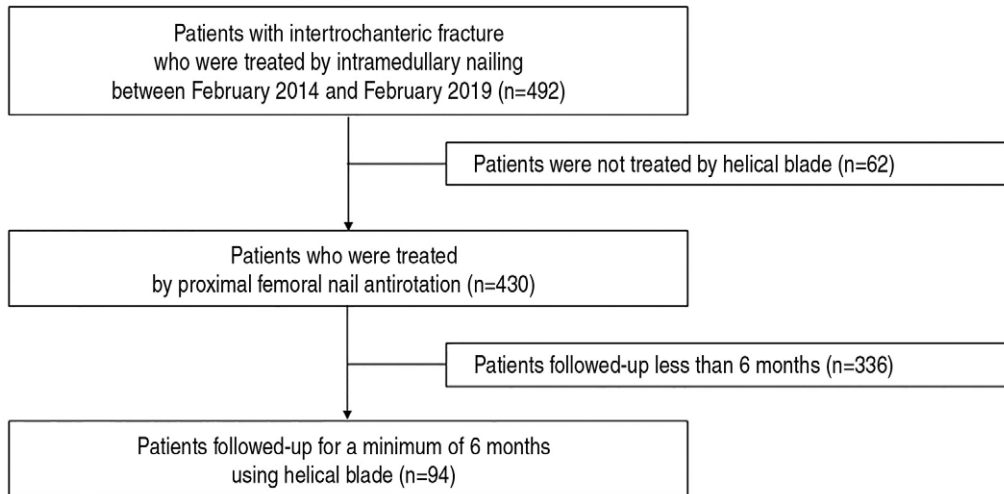 Patients with intertrochanteric fracture
who were treated by intramedullary nailing
between February 2014 and February 2019 (n=492)
Patients were not treated by helical blade (n=62)
Patients who were treated
by proximal femoral nail antirotation (n=430)
Patients followed-up less than 6 months (n=336)
Patients followed-up for a minimum of 6 months
using helical blade (n=94)